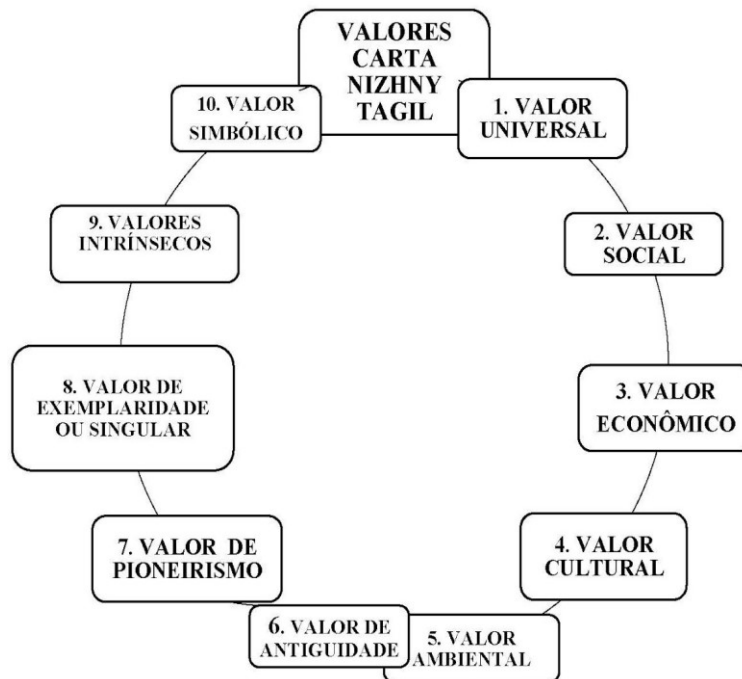 VALORES
CARTA
NIZHNY
TAGIL
1. VALOR
UNIVERSAL
2. VALOR
SOCIAL
3. VALOR
ECONÔMICO
4. VALOR
CULTURAL
5. VALOR
AMBIENTAL
6. VALOR DE
ANTIGUIDADE
7. VALOR DE
PIONEIRISMO
8. VALOR DE
EXEMPLARIDADE
OU SINGULAR
9. VALORES
INTRÍNSECOS
10. VALOR
SIMBÓLICO